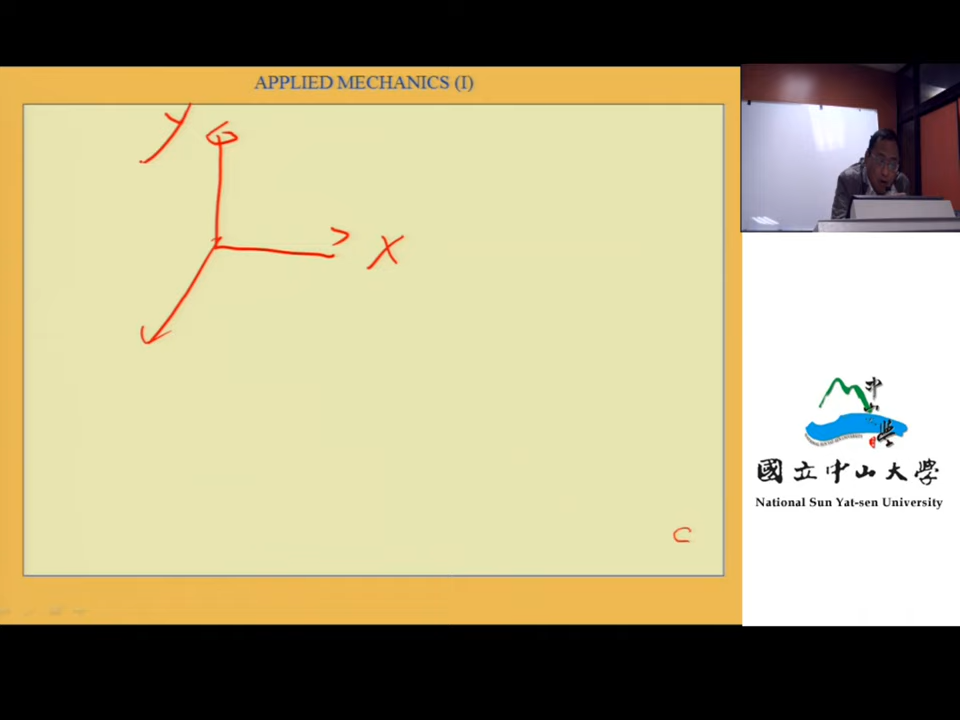 APPLIED MECHANICS (I)
y
x
c
國立中山大學
National Sun Yat-sen University